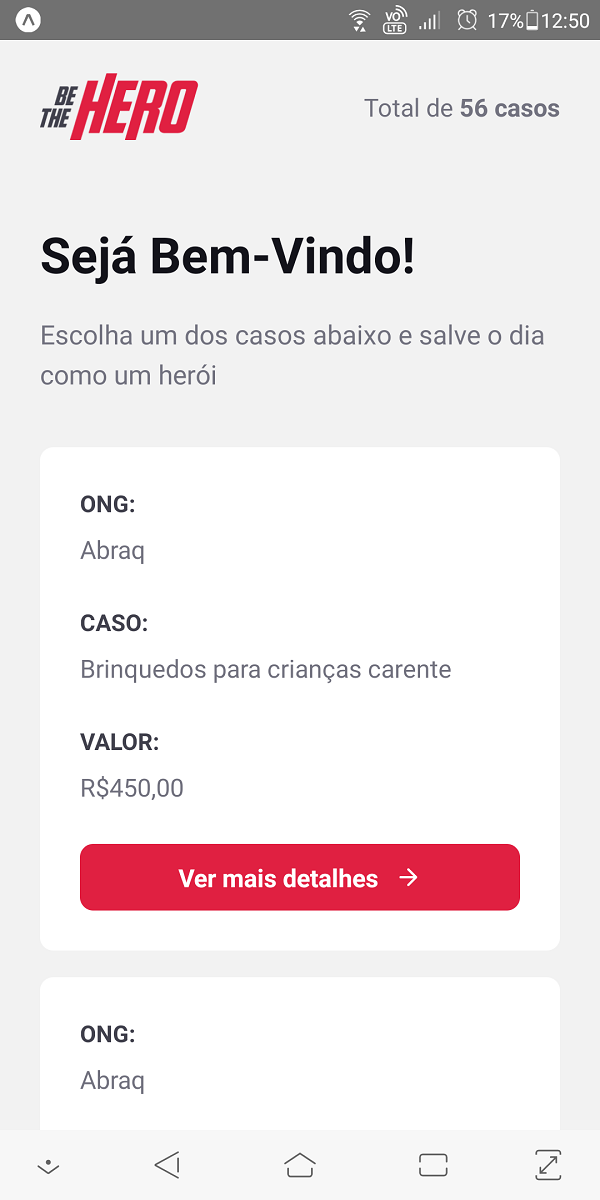 VO LTE 17% 12:50
BE THE HERO
Total de 56 casos
Sejá Bem-Vindo!
Escolha um dos casos abaixo e salve o dia
como um herói
ONG:
Abraq
CASO:
Brinquedos para crianças carente
VALOR:
R$450,00
Ver mais detalhes
ONG:
Abraq